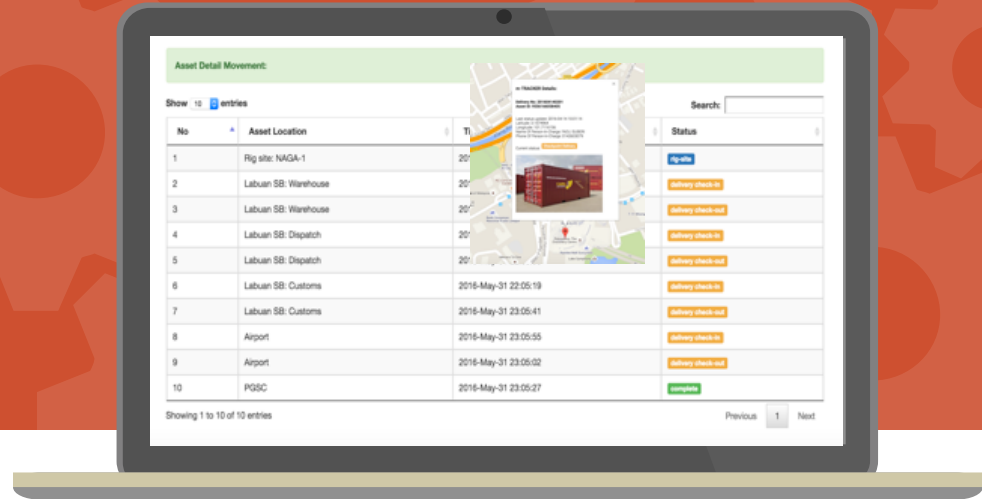 Asset Detail Movement:
Show 10 entries
Search:
No Asset Location Status
1 Rig site: NAGA-1 rig-site
2 Labuan SB: Warehouse delivery check-in
3 Labuan SB: Warehouse delivery check-out
4 Labuan SB: Dispatch delivery check-in
5 Labuan SB: Dispatch delivery check-out
6 Labuan SB: Customs 2016-May-31 22:05:19 delivery check-in
7 Labuan SB: Customs 2016-May-31 23:05:41 delivery check-out
8 Airport 2016-May-31 23:05:55 delivery check-in
9 Airport 2016-May-31 23:05:02 delivery check-out
10 PGSC 2016-May-31 23:05:27 complete
Showing 1 to 10 of 10 entries
Previous 1 Next